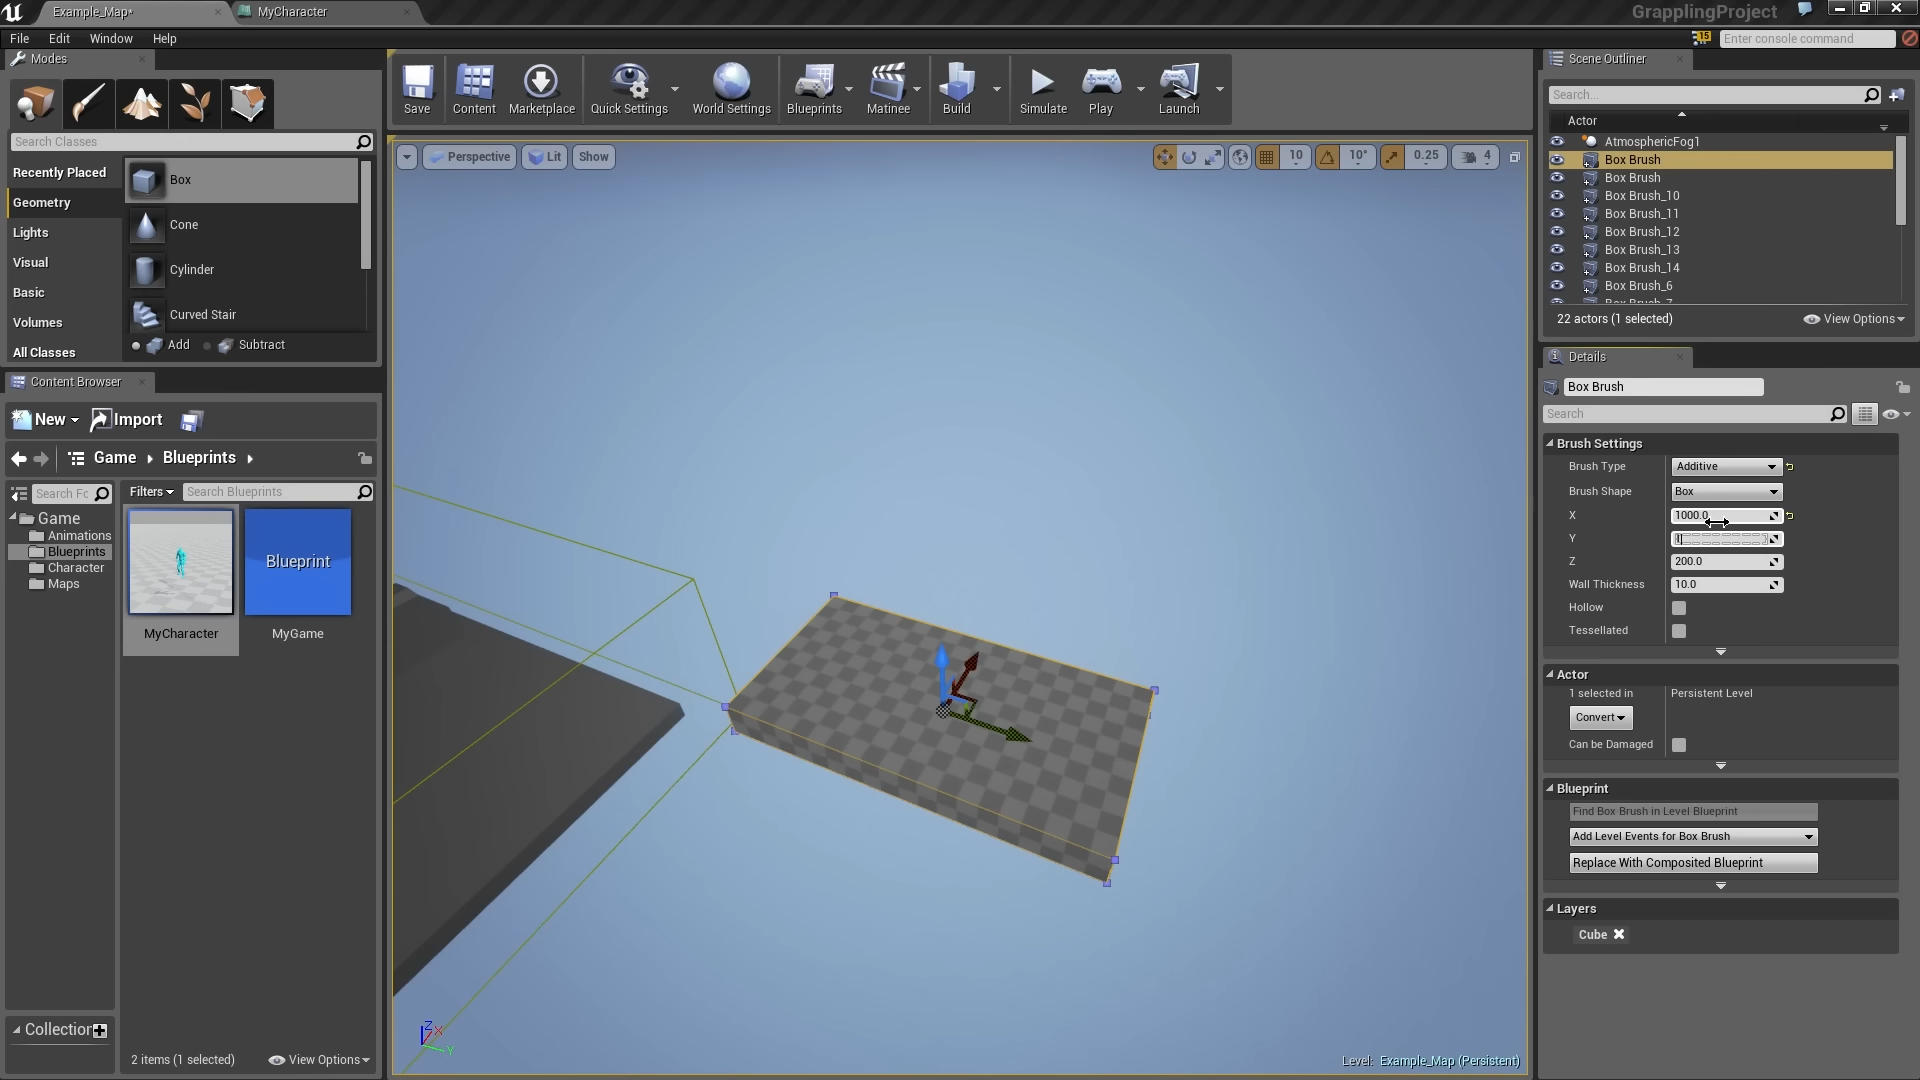 Example_Map*
MyCharacter
GrapplingProject
File
Edit
Window
Help
15
Enter console command
Modes
Search Classes
Recently Placed
Geometry
Lights
Visual
Basic
Volumes
All Classes
Box
Cone
Cylinder
Curved Stair
Add
Subtract
Save
Content
Marketplace
Quick Settings
World Settings
Blueprints
Matinee
Build
Simulate
Play
Launch
Perspective
Lit
Show
10
10°
0.25
4
Content Browser
New
Import
Game
Blueprints
Filters
Search Blueprints
Game
Animations
Blueprints
Character
Maps
Blueprint
MyCharacter
MyGame
Collection
2 items (1 selected)
View Options
Z
X
Y
Level: Example_Map (Persistent)
Scene Outliner
Search...
Actor
AtmosphericFog1
Box Brush
Box Brush
Box Brush_10
Box Brush_11
Box Brush_12
Box Brush_13
Box Brush_14
Box Brush_6
Box Brush_7
22 actors (1 selected)
View Options
Details
Box Brush
Search
Brush Settings
Brush Type
Additive
Brush Shape
Box
X
1000.0
Y
Z
200.0
Wall Thickness
10.0
Hollow
Tessellated
Actor
1 selected in
Persistent Level
Convert
Can be Damaged
Blueprint
Find Box Brush in Level Blueprint
Add Level Events for Box Brush
Replace With Composited Blueprint
Layers
Cube